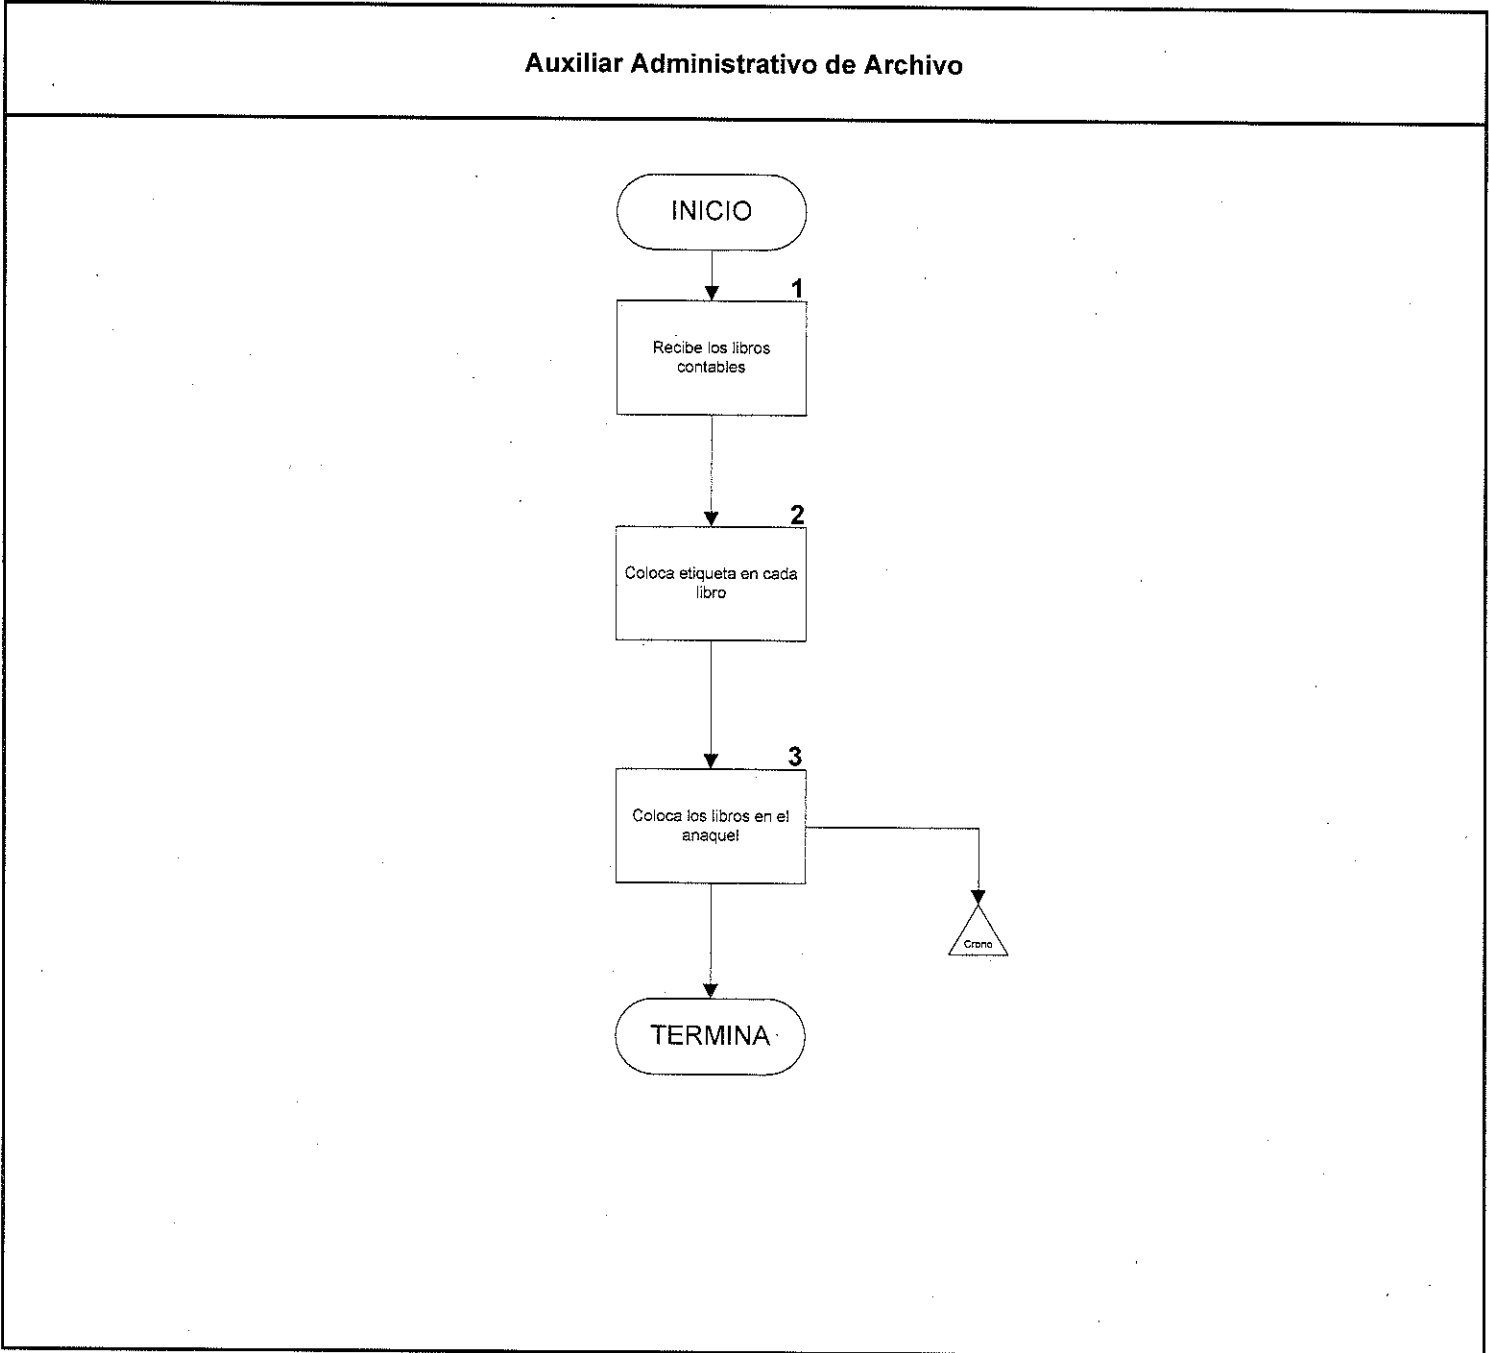 Auxiliar Administrativo de Archivo
INICIO
1
Recibe los libros
contables
2
Coloca etiqueta en cada
libro
3
Coloca los libros en el
anaquel
Crono
TERMINA